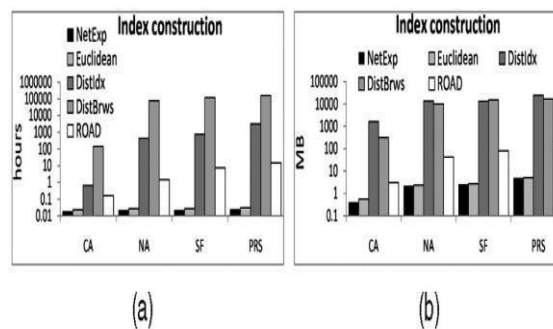 Index construction
NetExp
Euclidean
DistIdx
DistBrws
ROAD
hours
1000000
100000
10000
1000
100
10
1
0.1
0.01
CA NA SF PRS
(a)
Index construction
NetExp Euclidean DistIdx
DistBrws ROAD
MB
100000
10000
1000
100
10
1
0.1
0.01
CA NA SF PRS
(b)